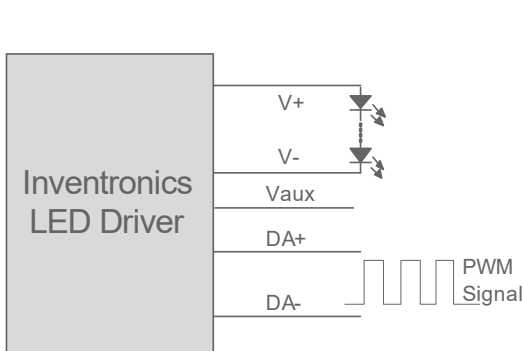 V+
V-
Inventronics
LED Driver
Vaux
DA+
DA-
PWM
Signal